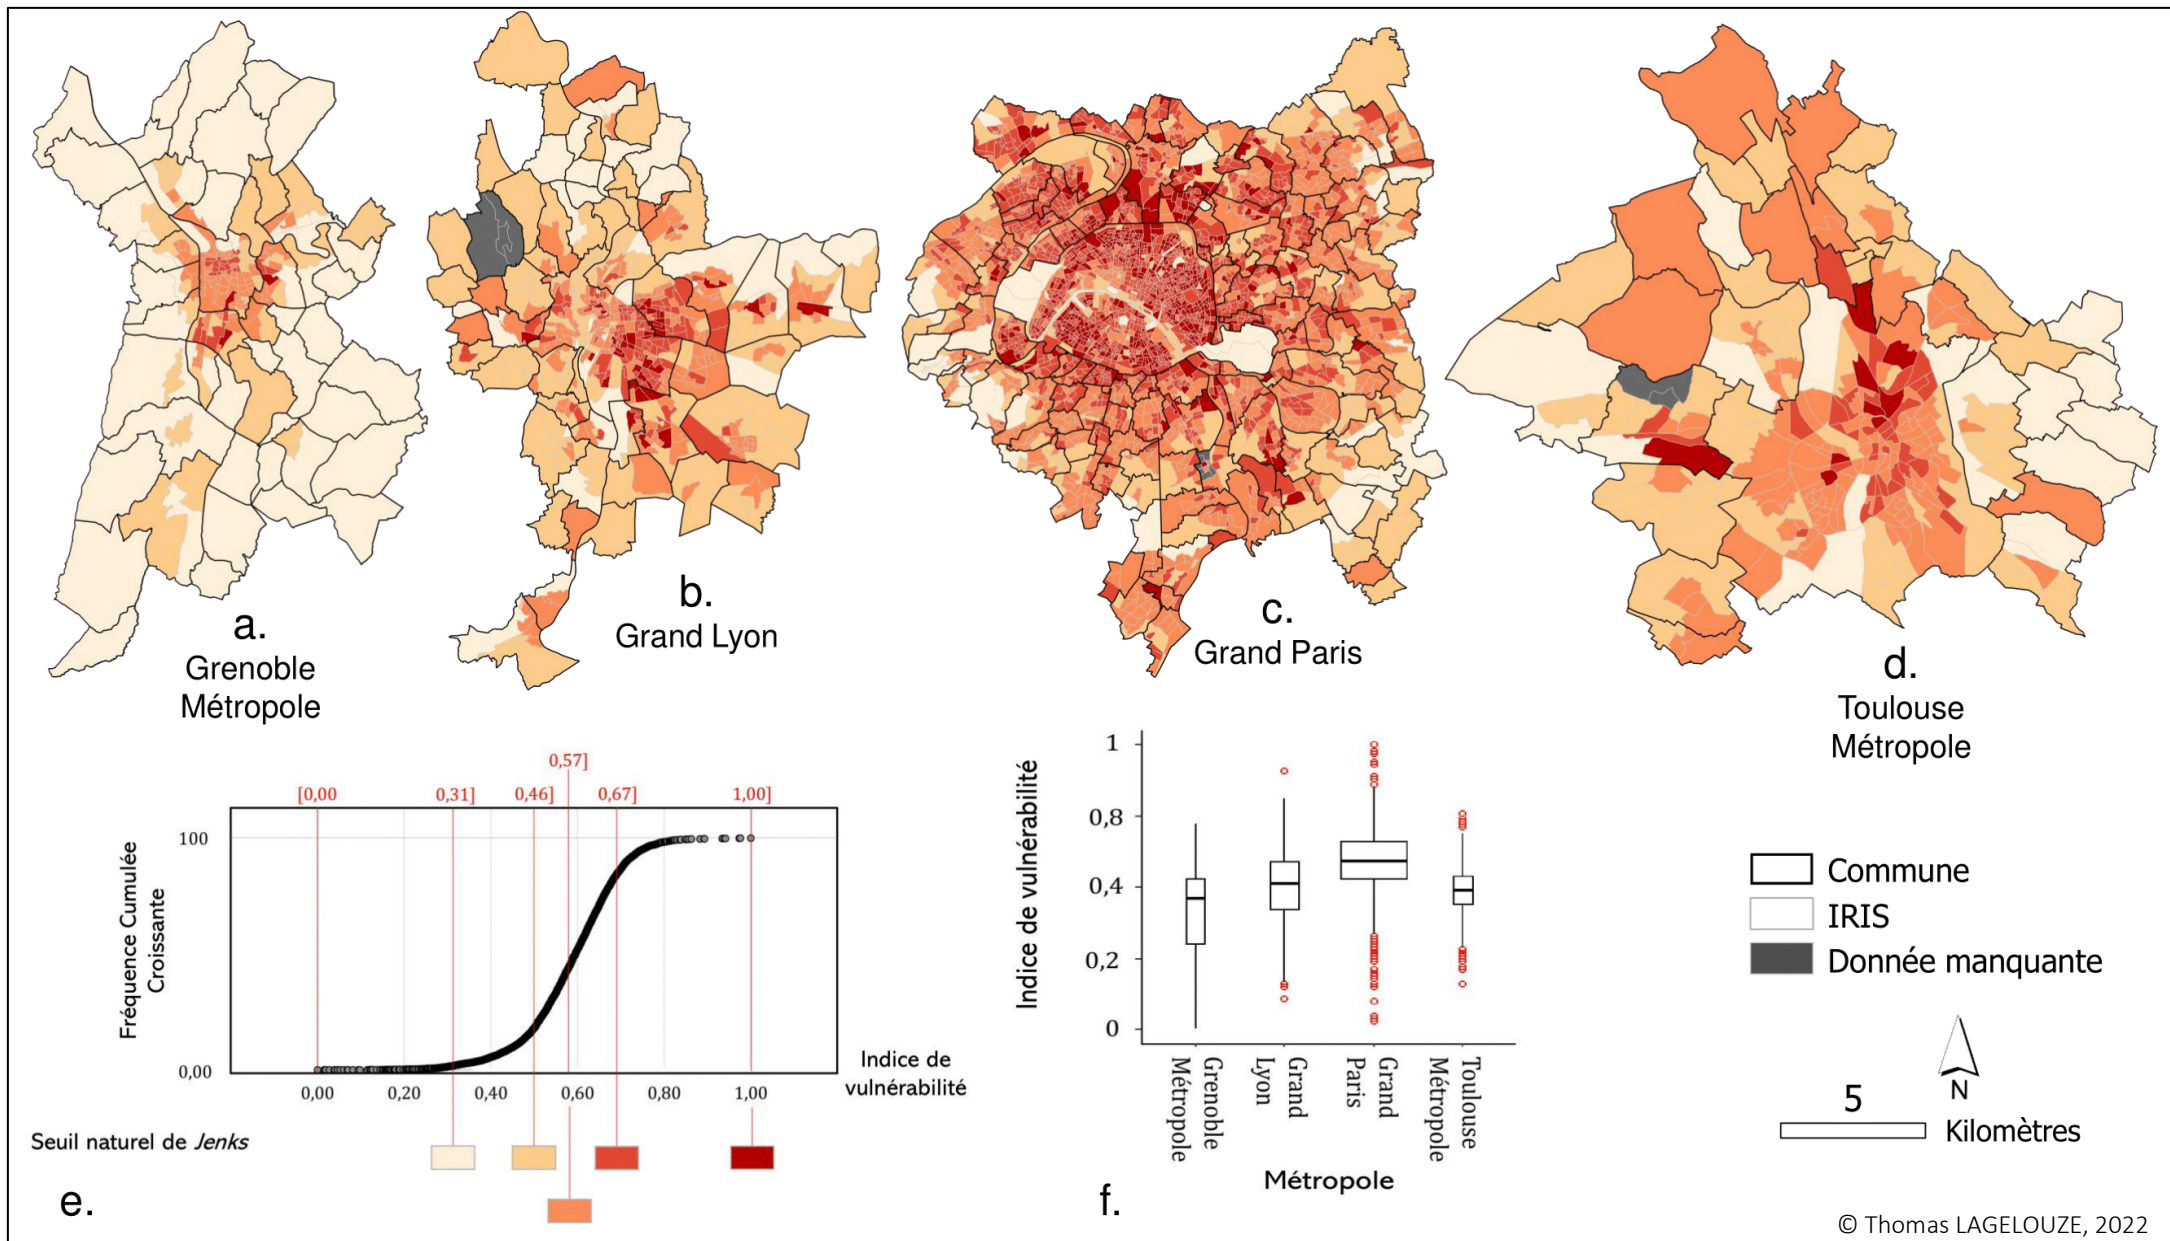 a.
Grenoble
Métropole
b.
Grand Lyon
c.
Grand Paris
d.
Toulouse
Métropole
0,57]
[0,00 0,31] 0,46] 0,67] 1,00]
100
Fréquence Cumulée
Croissante
0,00
0,00 0,20 0,40 0,60 0,80 1,00
Indice de
vulnérabilité
Seuil naturel de Jenks
e.
Indice de vulnérabilité
1
0,8
0,4
0,2
0
Grenoble
Métropole
Grand
Lyon
Grand
Paris
Toulouse
Métropole
Métropole
f.
Commune
IRIS
Donnée manquante
N
5
Kilomètres
© Thomas LAGELOUZE, 2022